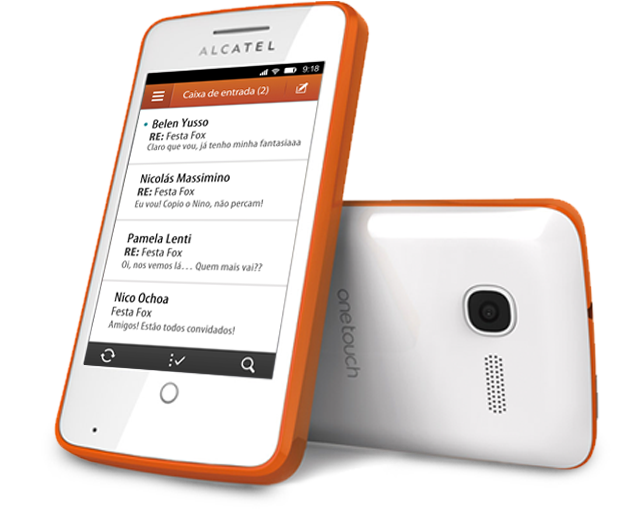 ALCATEL
9:18
Caixa de entrada (2)
Belen Yusso
RE: Festa Fox
Claro que vou, já tenho minha fantasiaaa
Nicolás Massimino
RE: Festa Fox
Eu vou! Copio o Nino, não percam!
Pamela Lenti
RE: Festa Fox
Oi, nos vemos lá... Quem mais vai??
Nico Ochoa
Festa Fox
Amigos! Estão todos convidados!
onetouch